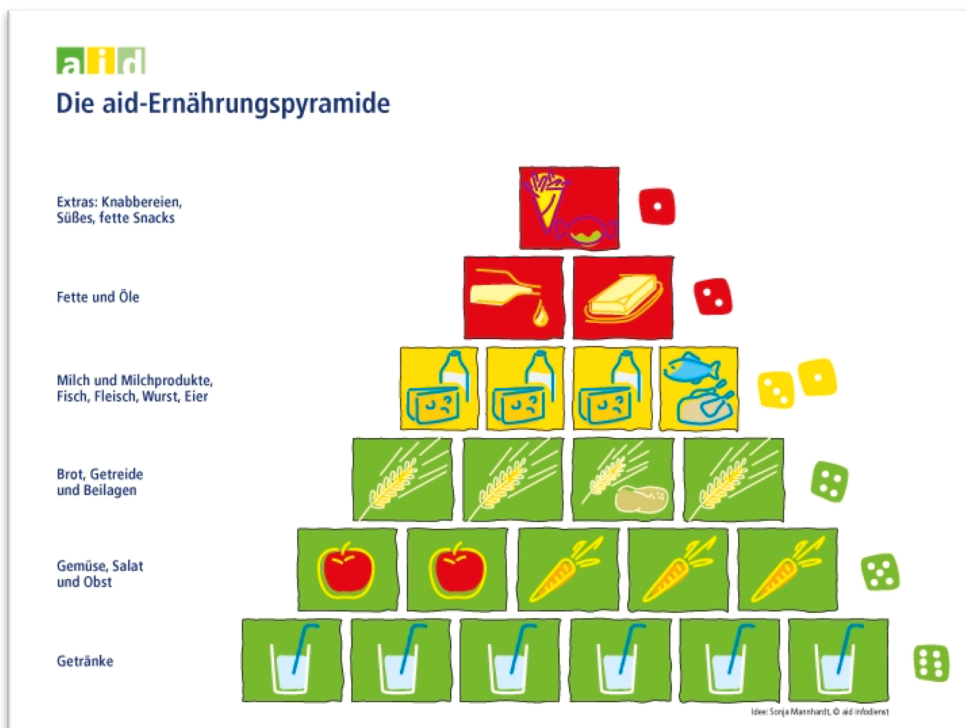 aid
Die aid-Ernährungspyramide
Extras: Knabbereien,
Süßes, fette Snacks
Fette und Öle
Milch und Milchprodukte,
Fisch, Fleisch, Wurst, Eier
Brot, Getreide
und Beilagen
Gemüse, Salat
und Obst
Getränke
Idee: Sonja Mannhardt, © aid infodienst